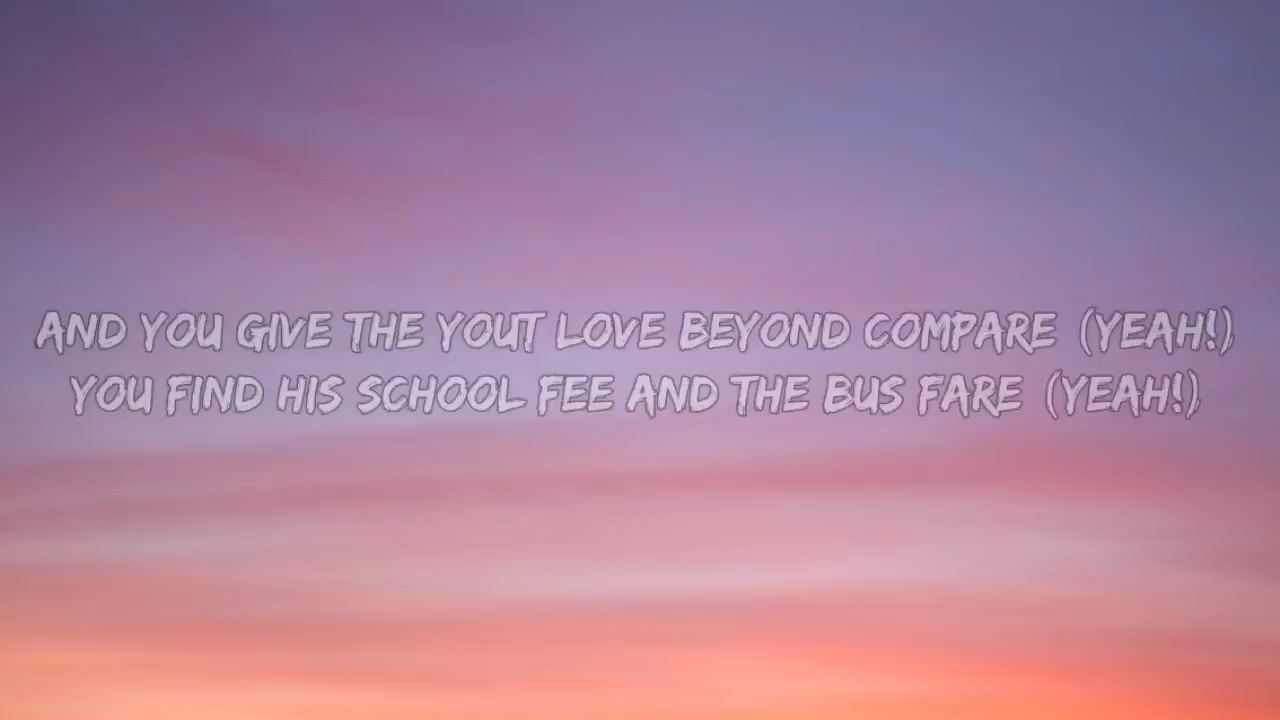 AND YOU GIVE THE YOUT LOVE BEYOND COMPARE (YEAH!),
YOU FIND HIS SCHOOL FEE AND THE BUS FARE (YEAH!),